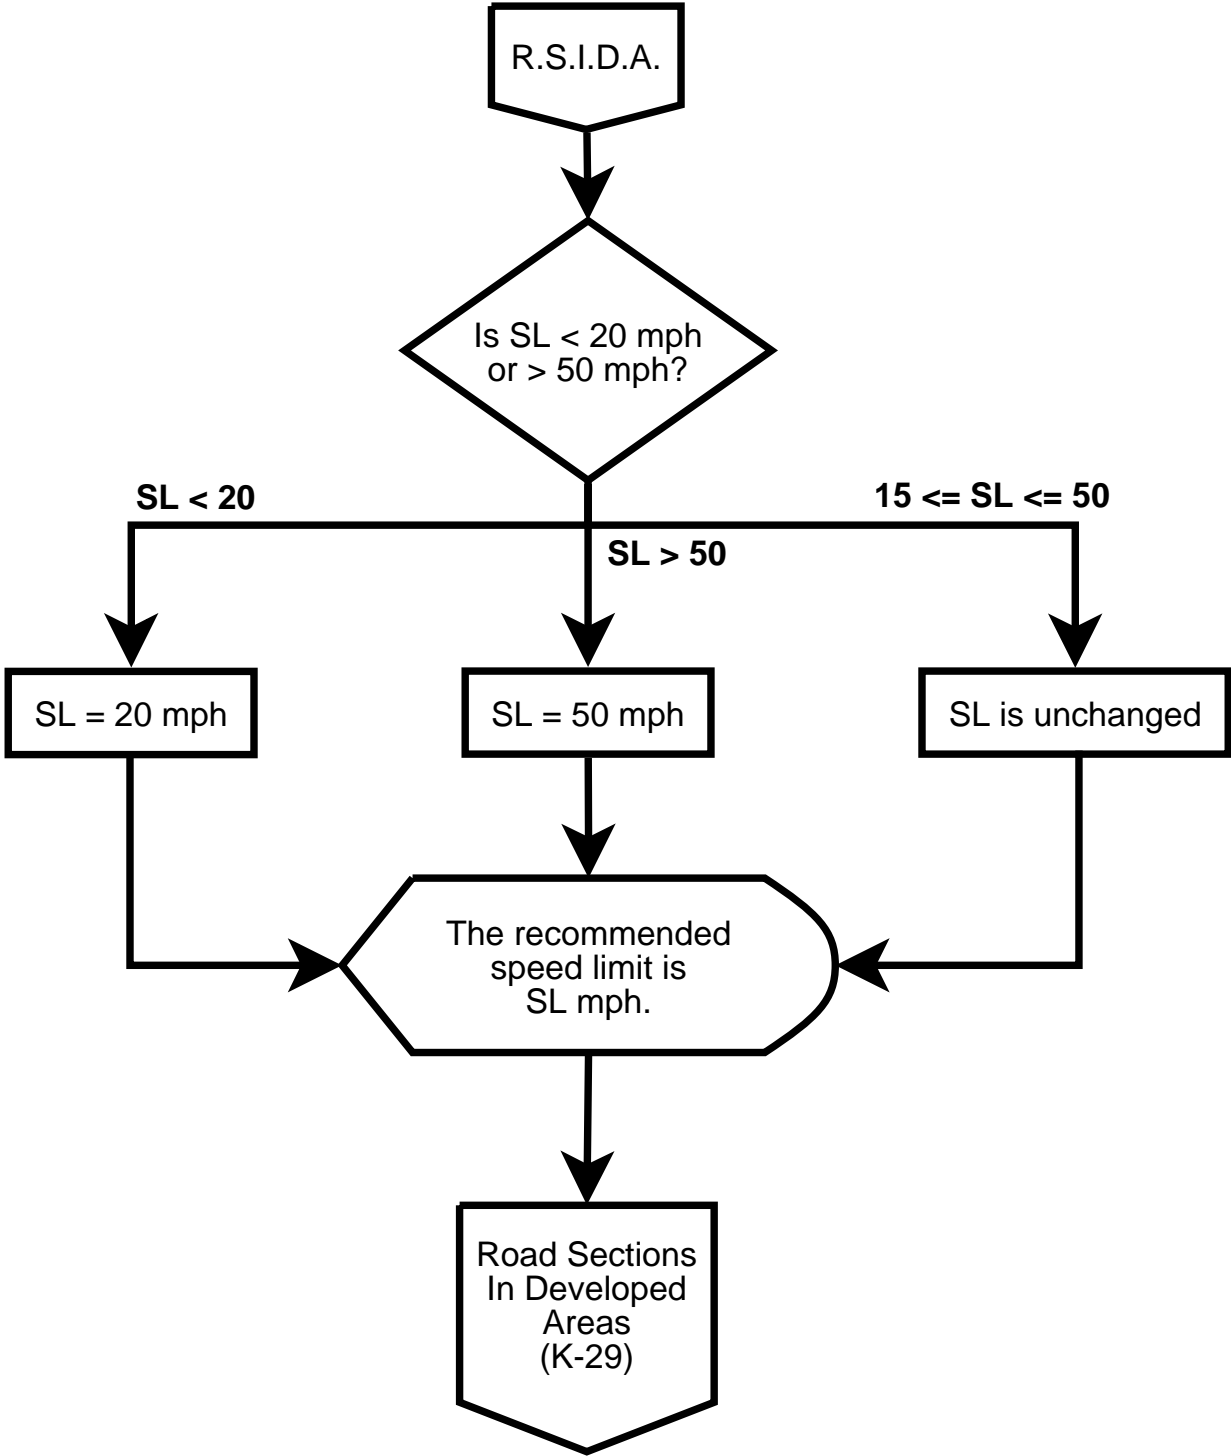 R.S.I.D.A.
Is SL < 20 mph
or > 50 mph?
SL < 20
15 <= SL <= 50
SL > 50
SL = 20 mph
SL = 50 mph
SL is unchanged
The recommended
speed limit is
SL mph.
Road Sections
In Developed
Areas
(K-29)